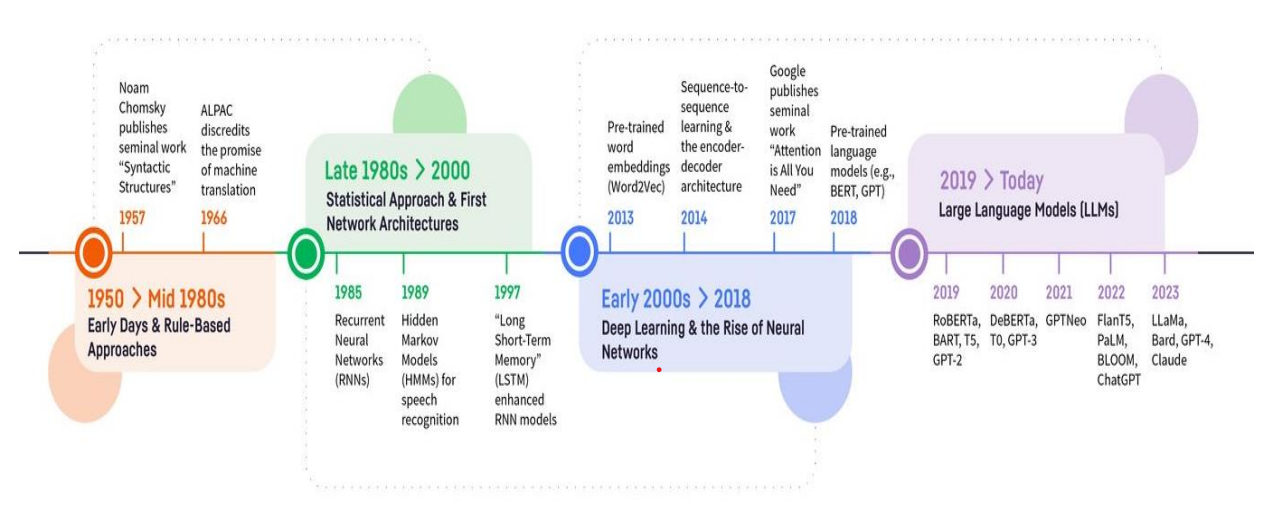 Noam
Chomsky
publishes
seminal work
“Syntactic
Structures”
1957
ALPAC
discredits
the promise
of machine
translation
1966
1950 > Mid 1980s
Early Days & Rule-Based
Approaches
Late 1980s > 2000
Statistical Approach & First
Network Architectures
1985
Recurrent
Neural
Networks
(RNNs)
1989
Hidden
Markov
Models
(HMMs) for
speech
recognition
1997
“Long
Short-Term
Memory”
(LSTM)
enhanced
RNN models
Pre-trained
word
embeddings
(Word2Vec)
2013
Sequence-to-
sequence
learning &
the encoder-
decoder
architecture
2014
Google
publishes
seminal
work
“Attention
is All You
Need”
2017
Pre-trained
language
models (e.g.,
BERT, GPT)
2018
Early 2000s > 2018
Deep Learning & the Rise of Neural
Networks
2019 > Today
Large Language Models (LLMs)
2019
RoBERTa,
BART, T5,
GPT-2
2020
DeBERTa,
T0, GPT-3
2021
GPTNeo
2022
FlanT5,
PaLM,
BLOOM,
ChatGPT
2023
LLaMa,
Bard, GPT-4,
Claude